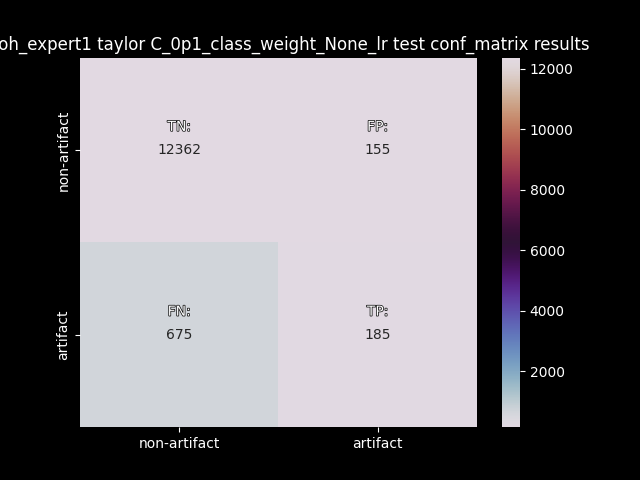 oh_expert1 taylor C_0p1_class_weight_None_lr test conf_matrix results
12000
TN:
FP:
non-artifact
12362
155
10000
8000
6000
FN:
TP:
artifact
675
185
4000
2000
non-artifact
artifact